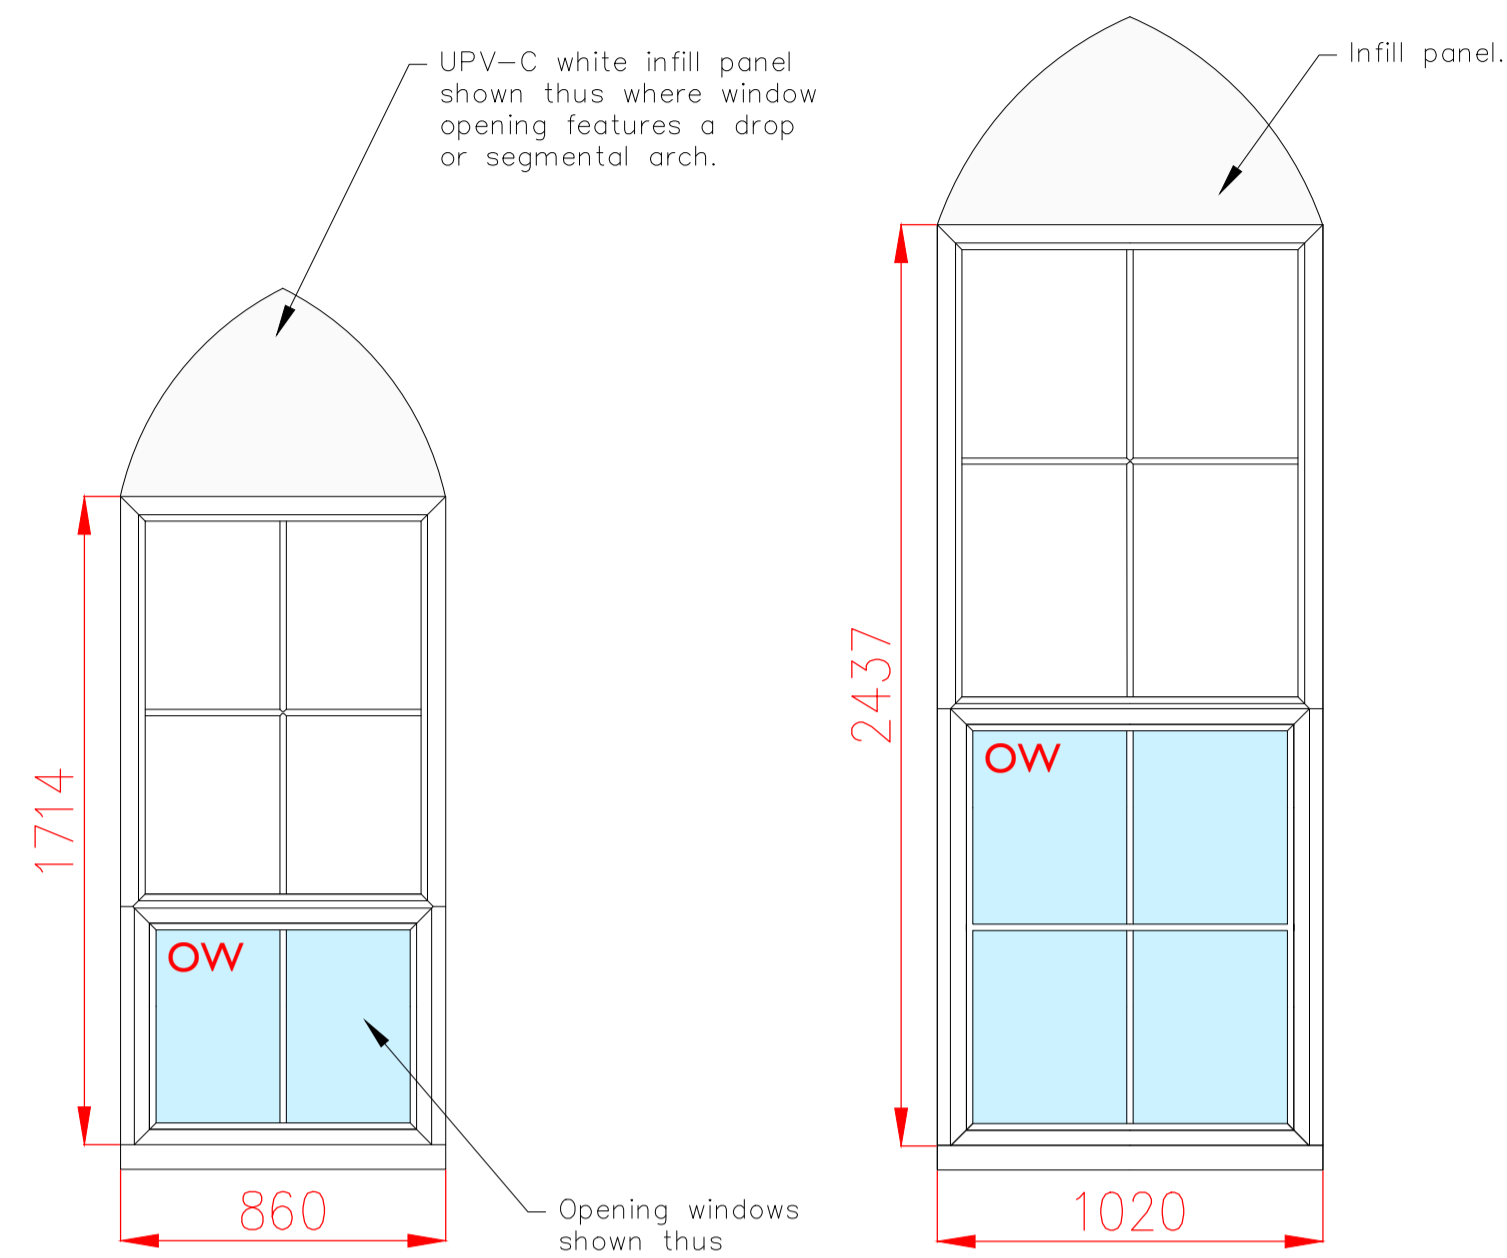 UPV-C white infill panel
shown thus where window
opening features a drop
or segmental arch.
Infill panel.
1714
2437
OW
OW
860
1020
Opening windows
shown thus